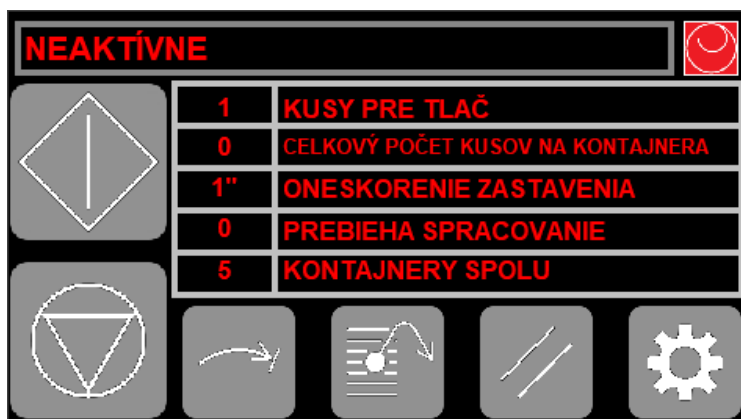 NEAKTÍVNE
1 KUSY PRE TLAČ
0 CELKOVÝ POČET KUSOV NA KONTAJNERA
1" ONESKORENIE ZASTAVENIA
0 PREBIEHA SPRACOVANIE
5 KONTAJNERY SPOLU